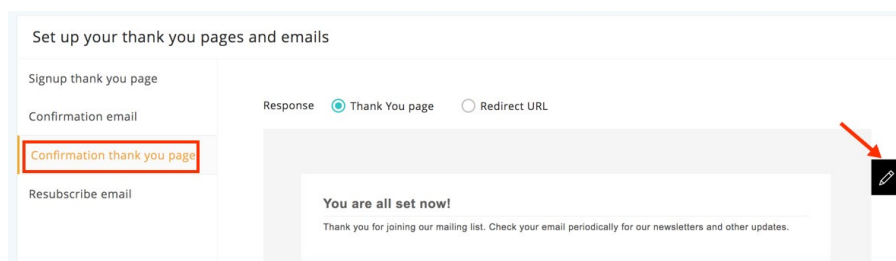 Set up your thank you pages and emails
Signup thank you page
Confirmation email
Confirmation thank you page
Resubscribe email
Response Thank You page Redirect URL
You are all set now!
Thank you for joining our mailing list. Check your email periodically for our newsletters and other updates.